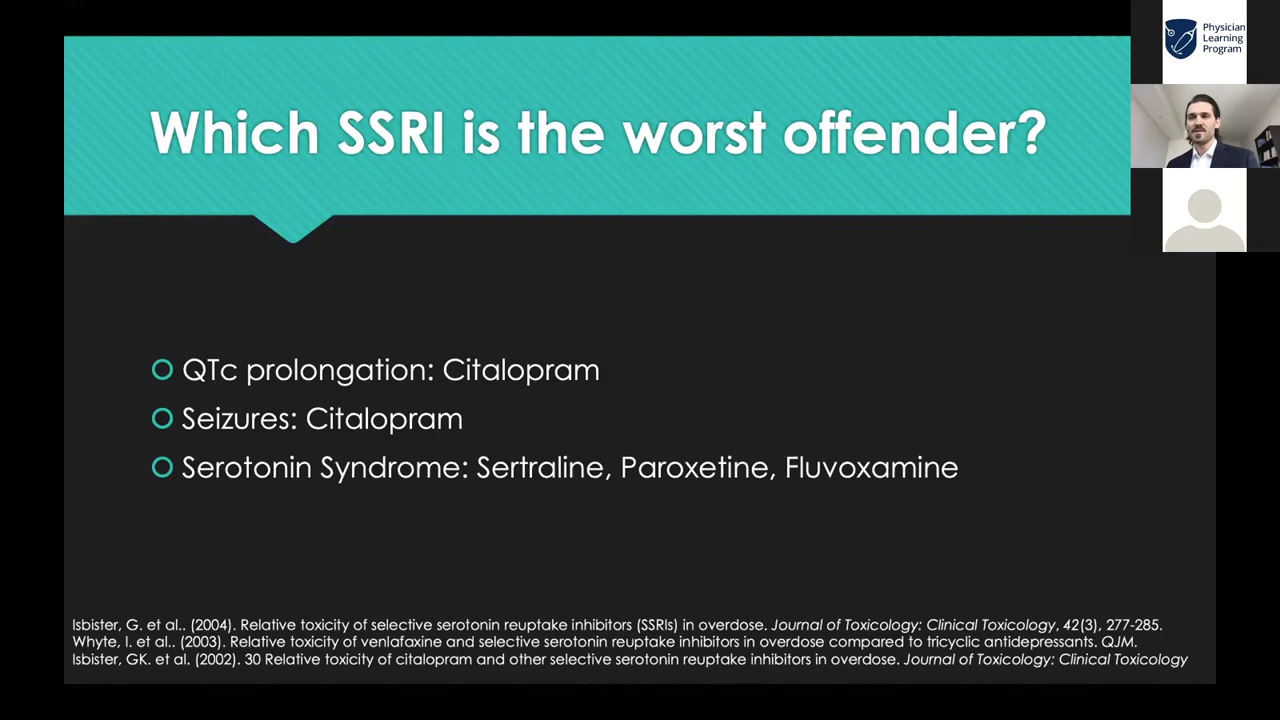 Which SSRI is the worst offender?
Physician
Learning
Program
QTc prolongation: Citalopram
Seizures: Citalopram
Serotonin Syndrome: Sertraline, Paroxetine, Fluvoxamine
Isbister, G. et al.. (2004). Relative toxicity of selective serotonin reuptake inhibitors (SSRIs) in overdose. Journal of Toxicology: Clinical Toxicology, 42(3), 277-285.
Whyte, I. et al.. (2003). Relative toxicity of venlafaxine and selective serotonin reuptake inhibitors in overdose compared to tricyclic antidepressants. QJM.
Isbister, GK. et al. (2002). 30 Relative toxicity of citalopram and other selective serotonin reuptake inhibitors in overdose. Journal of Toxicology: Clinical Toxicology